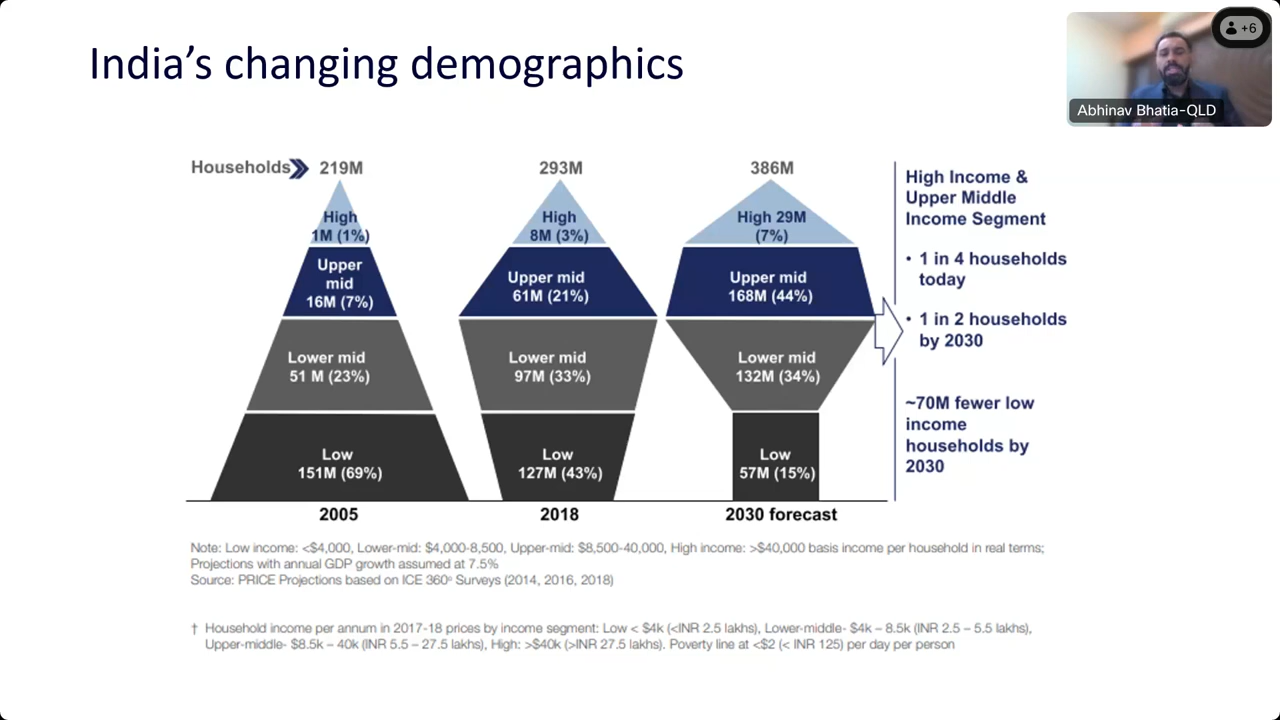 India's changing demographics
+6
Abhinav Bhatia-QLD
Households
219M
293M
386M
High
1M (1%)
Upper
mid
16M (7%)
Lower mid
51 M (23%)
Low
151M (69%)
2005
High
8M (3%)
Upper mid
61M (21%)
Lower mid
97M (33%)
Low
127M (43%)
2018
High 29M
(7%)
Upper mid
168M (44%)
Lower mid
132M (34%)
Low
57M (15%)
2030 forecast
High Income &
Upper Middle
Income Segment
• 1 in 4 households
today
• 1 in 2 households
by 2030
~70M fewer low
income
households by
2030
Note: Low income: <$4,000, Lower-mid: $4,000-8,500, Upper-mid: $8,500-40,000, High income: >$40,000 basis income per household in real terms;
Projections with annual GDP growth assumed at 7.5%
Source: PRICE Projections based on ICE 360° Surveys (2014, 2016, 2018)
† Household income per annum in 2017-18 prices by income segment: Low < $4k (<INR 2.5 lakhs), Lower-middle- $4k – 8.5k (INR 2.5 – 5.5 lakhs),
Upper-middle- $8.5k – 40k (INR 5.5 – 27.5 lakhs), High: >$40k (>INR 27.5 lakhs). Poverty line at <$2 (< INR 125) per day per person